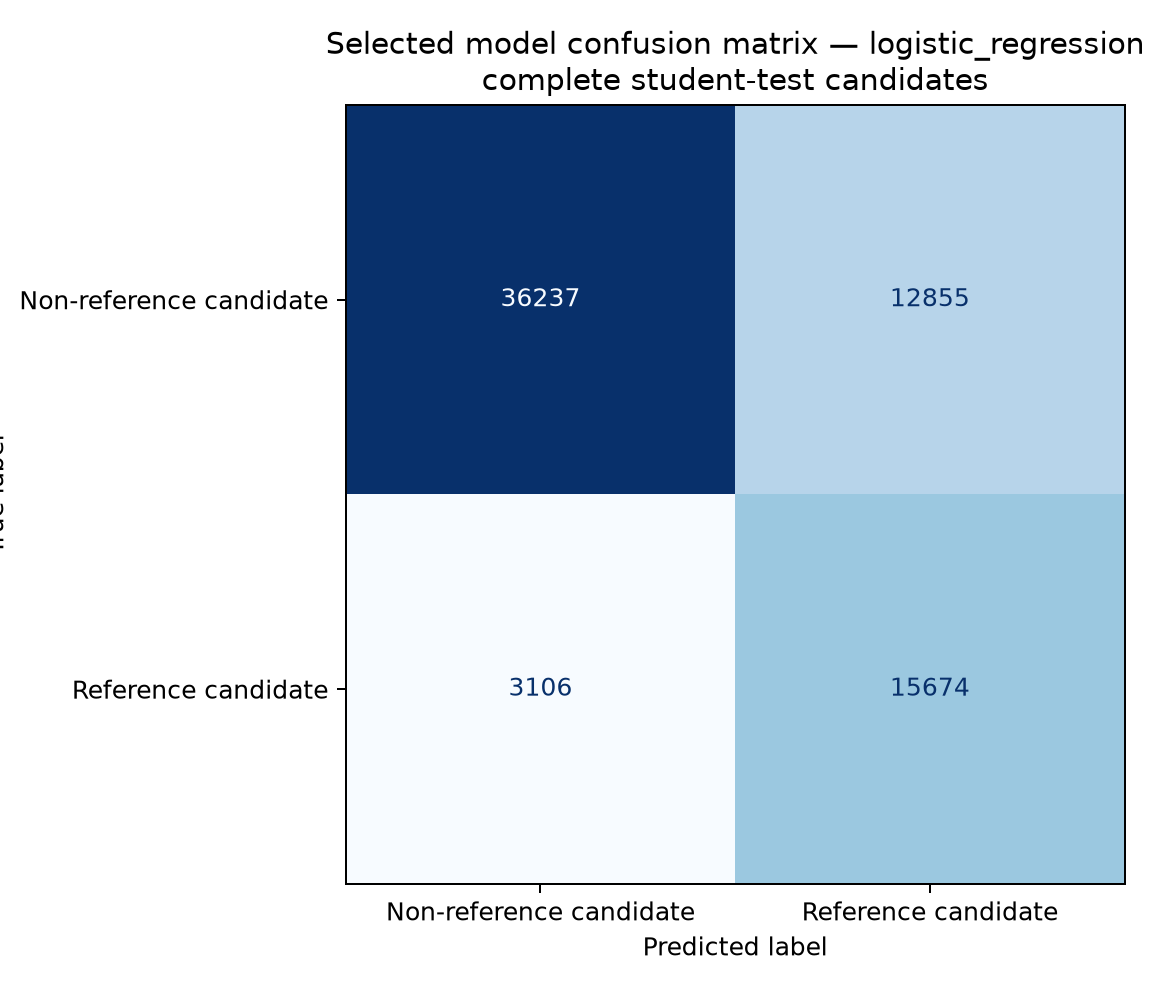 Selected model confusion matrix — logistic_regression
complete student-test candidates
Non-reference candidate
36237
12855
Reference candidate
3106
15674
Non-reference candidate
Reference candidate
Predicted label